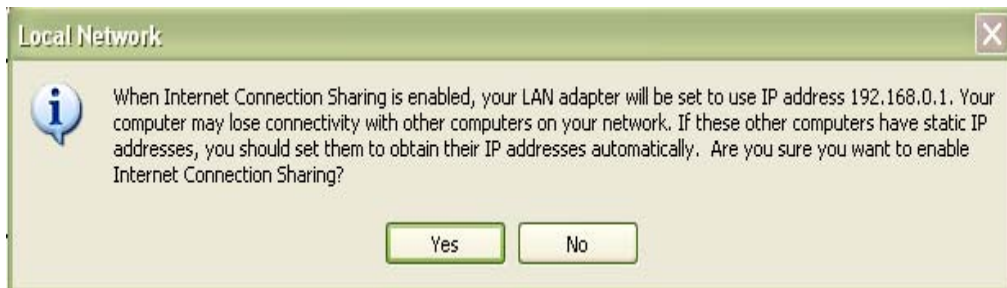 Local Network
When Internet Connection Sharing is enabled, your LAN adapter will be set to use IP address 192.168.0.1. Your
computer may lose connectivity with other computers on your network. If these other computers have static IP
addresses, you should set them to obtain their IP addresses automatically.  Are you sure you want to enable
Internet Connection Sharing?
Yes No